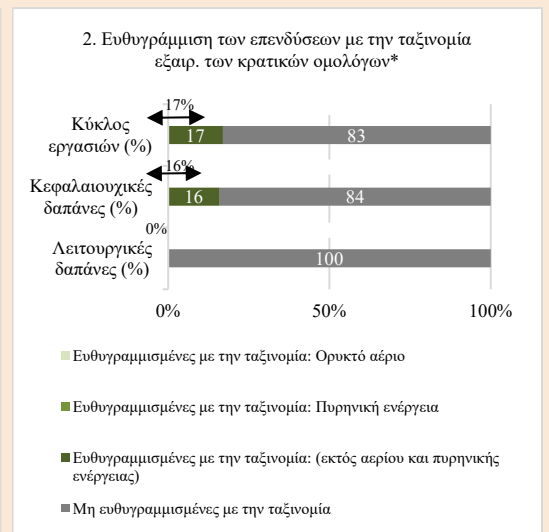 2. Ευθυγράμμιση των επενδύσεων με την ταξινομία
εξαιρ. των κρατικών ομολόγων*
17%
Κύκλος
εργασιών (%)
17
83
16%
Κεφαλαιουχικές
δαπάνες (%)
16
84
0%
Λειτουργικές
δαπάνες (%)
100
0%
50%
100%
Ευθυγραμμισμένες με την ταξινομία: Ορυκτό αέριο
Ευθυγραμμισμένες με την ταξινομία: Πυρηνική ενέργεια
Ευθυγραμμισμένες με την ταξινομία: (εκτός αερίου και πυρηνικής
ενέργειας)
Μη ευθυγραμμισμένες με την ταξινομία